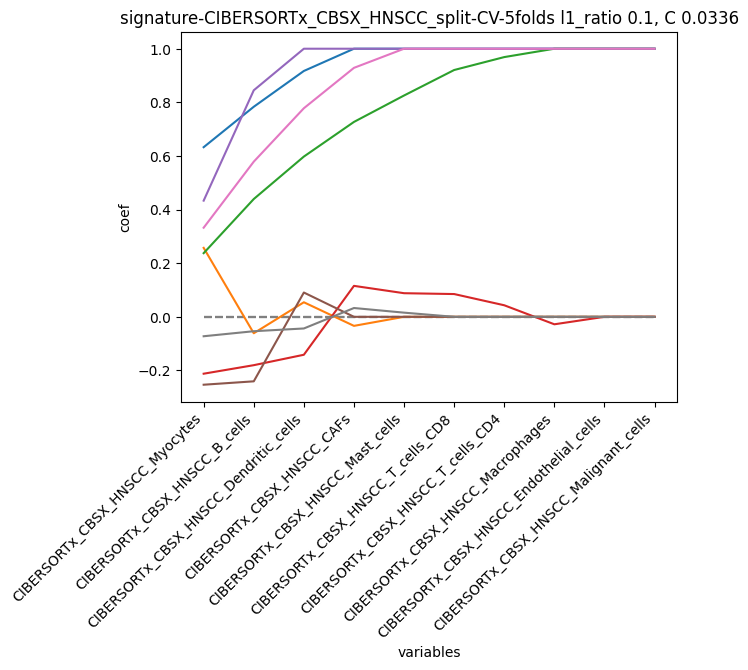 signature-CIBERSORTx_CBSX_HNSCC_split-CV-5folds l1_ratio 0.1, C 0.0336
1.0
0.8
0.6
0.4
0.2
0.0
−0.2
coef
CIBERSORTx_CBSX_HNSCC_Myocytes
CIBERSORTx_CBSX_HNSCC_B_cells
CIBERSORTx_CBSX_HNSCC_Dendritic_cells
CIBERSORTx_CBSX_HNSCC_CAFs
CIBERSORTx_CBSX_HNSCC_Mast_cells
CIBERSORTx_CBSX_HNSCC_T_cells_CD8
CIBERSORTx_CBSX_HNSCC_T_cells_CD4
CIBERSORTx_CBSX_HNSCC_Macrophages
CIBERSORTx_CBSX_HNSCC_Endothelial_cells
CIBERSORTx_CBSX_HNSCC_Malignant_cells
variables